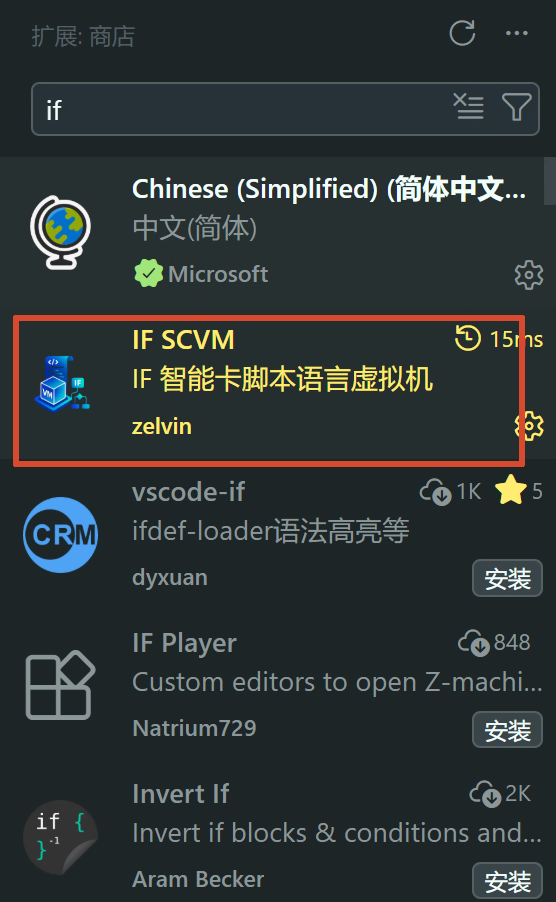 扩展: 商店
if
Chinese (Simplified) (简体中文...
中文(简体)
Microsoft
IF SCVM 15ms
IF 智能卡脚本语言虚拟机
zelvin
vscode-if 1K 5
ifdef-loader语法高亮等
dyxuan 安装
IF Player 848
Custom editors to open Z-machi...
Natrium729 安装
Invert If 2K
Invert if blocks & conditions and...
Aram Becker 安装